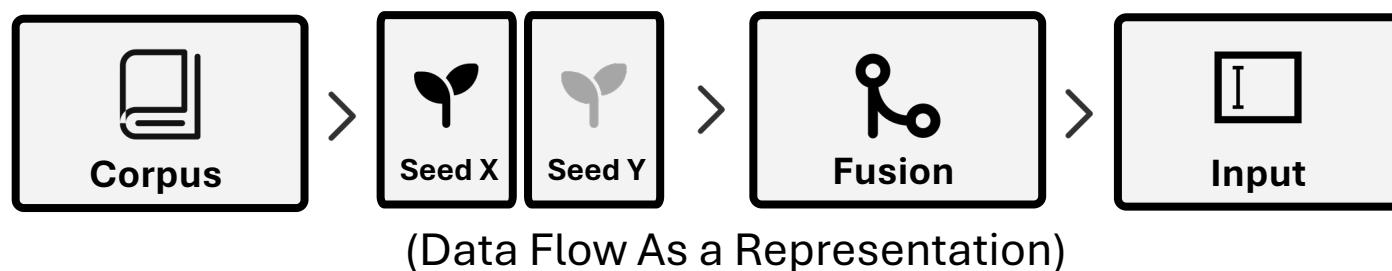 Corpus
Seed X
Seed Y
Fusion
Input
(Data Flow As a Representation)